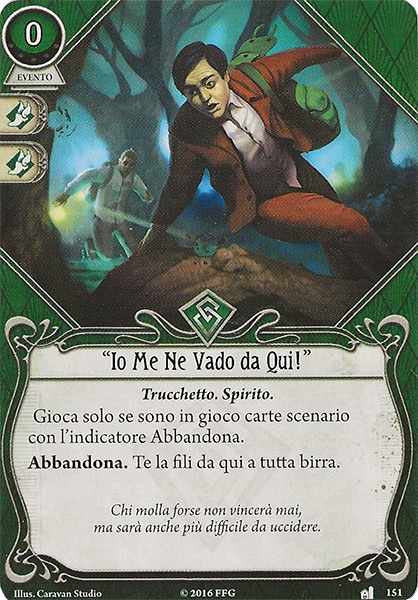 0
EVENTO
“Io Me Ne Vado da Qui!”
Trucchetto. Spirito.
Gioca solo se sono in gioco carte scenario
con l’indicatore Abbandona.
Abbandona. Te la fili da qui a tutta birra.
Chi molla forse non vincerà mai,
ma sarà anche più difficile da uccidere.
Illus. Caravan Studio
© 2016 FFG
151